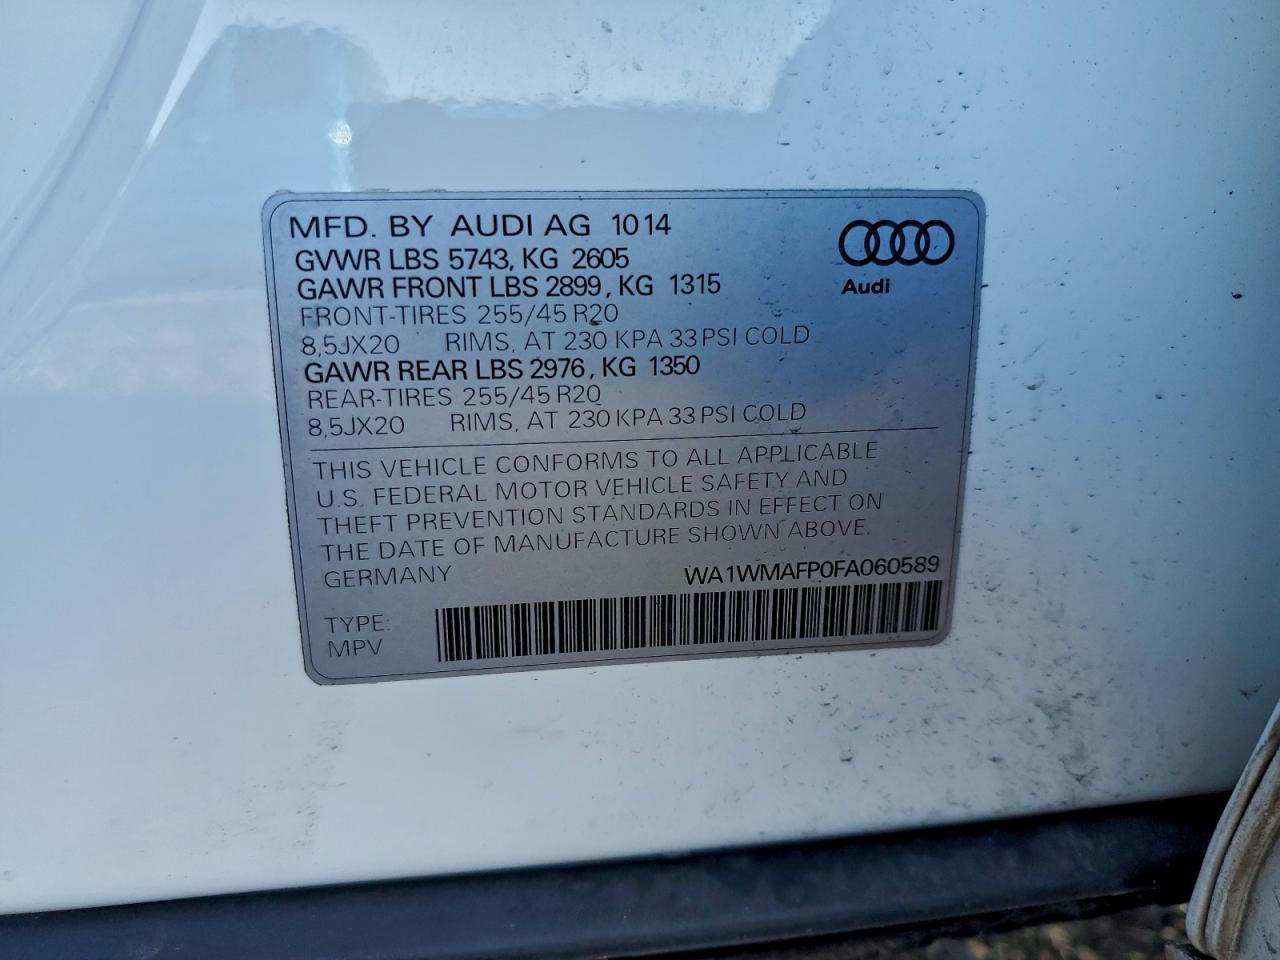 MFD. BY AUDI AG 10 14
GVWR LBS 5743, KG 2605
GAWR FRONT LBS 2899, KG 1315
FRONT-TIRES 255/45 R20
8,5JX20 RIMS, AT 230 KPA 33 PSI COLD
GAWR REAR LBS 2976, KG 1350
REAR-TIRES 255/45 R20
8,5JX20 RIMS, AT 230 KPA 33 PSI COLD
Audi
THIS VEHICLE CONFORMS TO ALL APPLICABLE
U.S. FEDERAL MOTOR VEHICLE SAFETY AND
THEFT PREVENTION STANDARDS IN EFFECT ON
THE DATE OF MANUFACTURE SHOWN ABOVE.
GERMANY WA1WMAFP0FA060589
TYPE:
MPV